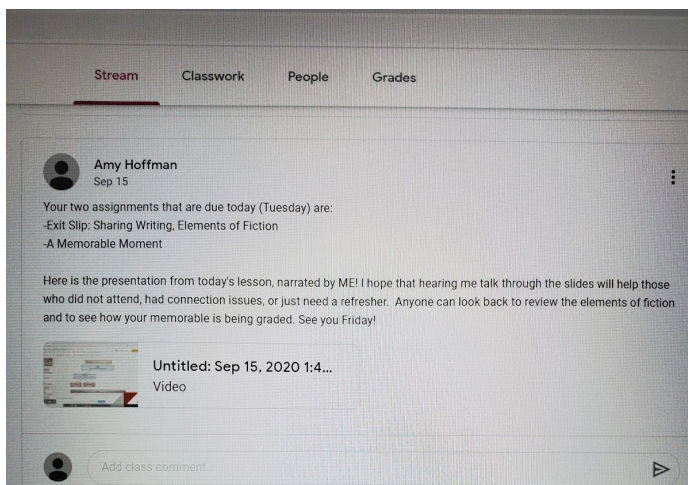 Stream Classwork People Grades
Amy Hoffman
Sep 15
Your two assignments that are due today (Tuesday) are:
-Exit Slip: Sharing Writing, Elements of Fiction
-A Memorable Moment
Here is the presentation from today's lesson, narrated by ME! I hope that hearing me talk through the slides will help those
who did not attend, had connection issues, or just need a refresher. Anyone can look back to review the elements of fiction
and to see how your memorable is being graded. See you Friday!
Untitled: Sep 15, 2020 1:4...
Video
Add class comment...